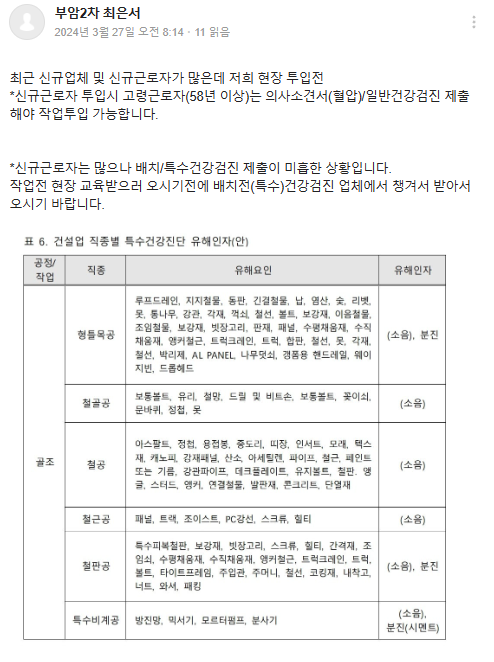 부암2차 최은서
2024년 3월 27일 오전 8:14 · 11 읽음
최근 신규업체 및 신규근로자가 많은데 저희 현장 투입전
*신규근로자 투입시 고령근로자(58년 이상)는 의사소견서(혈압)/일반건강검진 제출
해야 작업투입 가능합니다.
*신규근로자는 많으나 배치/특수건강검진 제출이 미흡한 상황입니다.
작업전 현장 교육받으러 오시기전에 배치전(특수)건강검진 업체에서 챙겨서 받아서
오시기 바랍니다.
표 6. 건설업 직종별 특수건강진단 유해인자(안)
공정/
작업
직종
유해요인
유해인자
골조
형틀목공
루프드레인, 지지철물, 동판, 긴결철물, 납, 염산, 숯, 리벳,
못, 통나무, 강관, 각재, 꺽쇠, 철선, 볼트, 보강재, 이음철물,
조임철물, 보강재, 빗장고리, 판재, 패널, 수평채움재, 수직
채움재, 앵커철근, 트럭크레인, 트럭, 합판, 철선, 못, 각재,
철선, 박리제, AL PANEL, 나무덧쇠, 경품용 핸드레일, 웨이
지빈, 드롭헤드
(소음), 분진
철골공
보통볼트, 유리, 철망, 드릴 및 비트손, 보통볼트, 꽂이쇠,
문바퀴, 정첩, 못
(소음)
철공
아스팔트, 정첩, 용접봉, 중도리, 띠장, 인서트, 모래, 텍스
재, 캐노피, 강재패널, 산소, 아세틸렌, 파이프, 철근, 페인트
또는 기름, 강관파이프, 데크플레이트, 유지볼트, 철판. 앵
글, 스터드, 앵커, 연결철물, 발판재, 콘크리트, 단열재
(소음)
철근공
패널, 트랙, 조이스트, PC강선, 스크류, 힐티
(소음)
철판공
특수피복철판, 보강재, 빗장고리, 스크류, 힐티, 간격재, 조
임쇠, 수평채움재, 수직채움재, 앵커철근, 트럭크레인, 트럭,
볼트, 타이트프레임, 주입관, 주머니, 철선, 코킹재, 내착고,
너트, 와셔, 패킹
(소음), 분진
특수비계공
방진망, 믹서기, 모르터펌프, 분사기
(소음),
분진(시멘트)